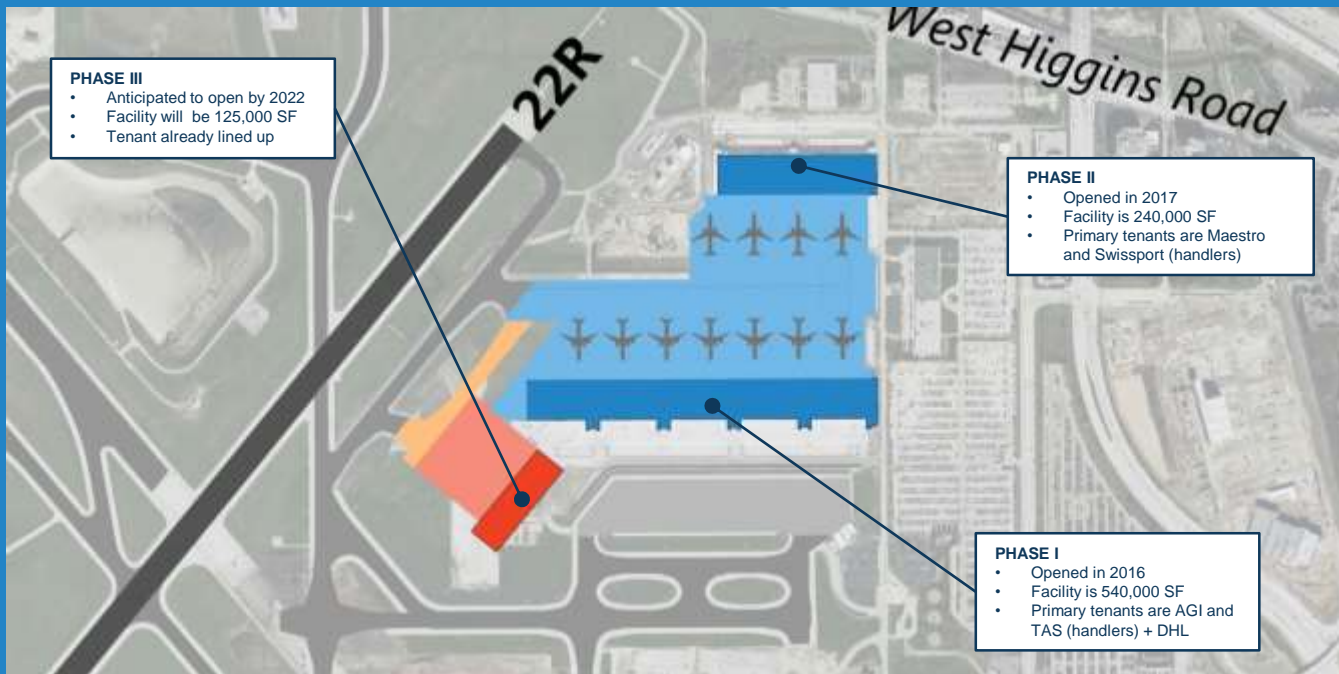 West Higgins Road
22R
PHASE III
• Anticipated to open by 2022
• Facility will be 125,000 SF
• Tenant already lined up
PHASE II
• Opened in 2017
• Facility is 240,000 SF
• Primary tenants are Maestro
and Swissport (handlers)
PHASE I
• Opened in 2016
• Facility is 540,000 SF
• Primary tenants are AGI and
TAS (handlers) + DHL